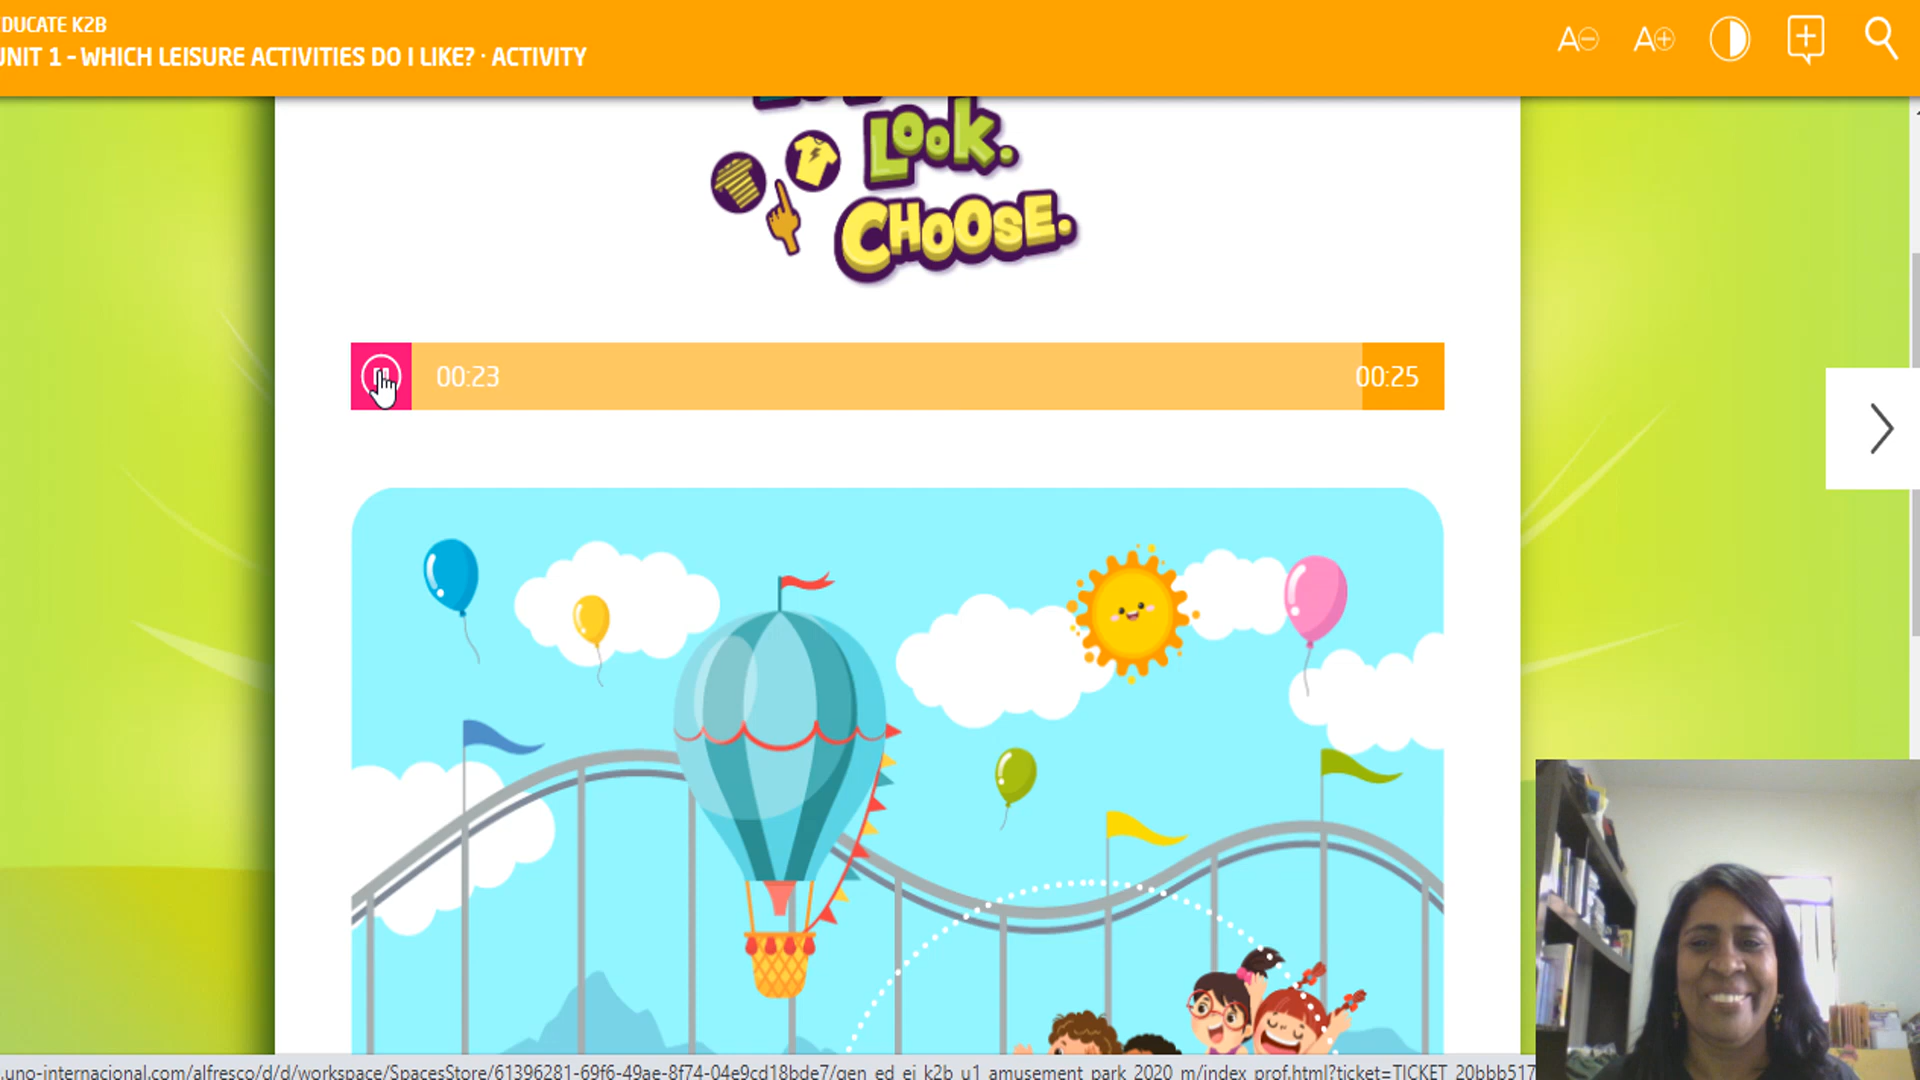 DUCATE K2B
UNIT 1 - WHICH LEISURE ACTIVITIES DO I LIKE? · ACTIVITY
A
A
Look.
CHOOSE.
00:23
00:25
.uno-internacional.com/alfresco/d/d/workspace/SpacesStore/61396281-69f6-49ae-8f74-04e9cd18bde7/gen_ed_ei_k2b_u1_amusement_park_2020_m/index_prof.html?ticket=TICKET_20bbb517